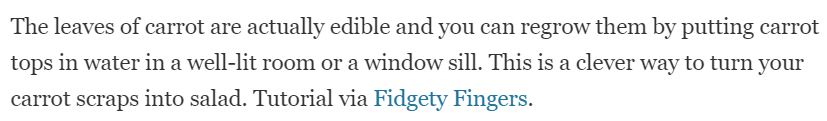 The leaves of carrot are actually edible and you can regrow them by putting carrot
tops in water in a well-lit room or a window sill. This is a clever way to turn your
carrot scraps into salad. Tutorial via Fidgety Fingers.